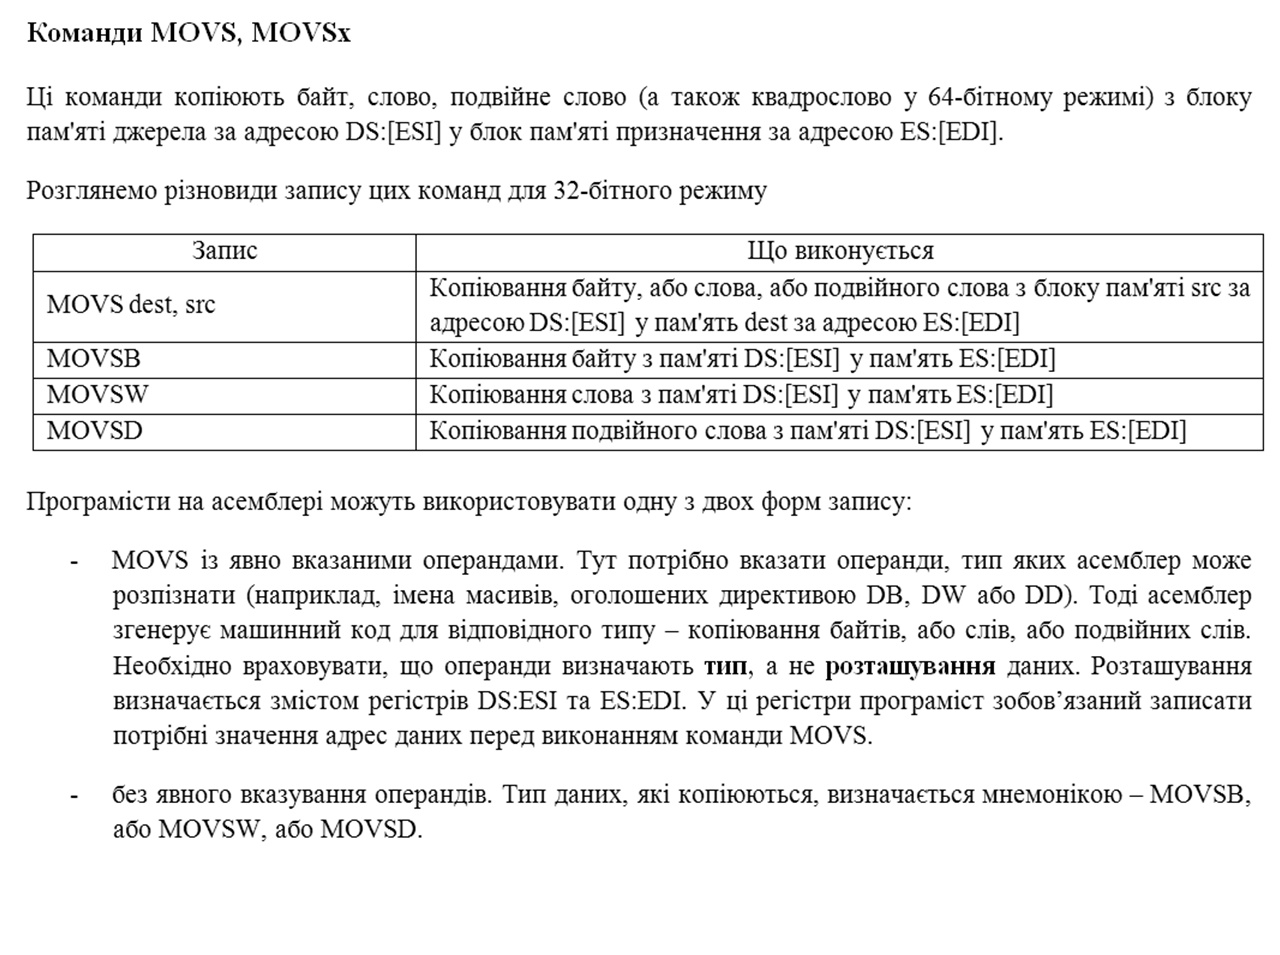 Команди MOVS, MOVSx
Ці команди копіюють байт, слово, подвійне слово (а також квадрослово у 64-бітному режимі) з блоку
пам'яті джерела за адресою DS:[ESI] у блок пам'яті призначення за адресою ES:[EDI].
Розглянемо різновиди запису цих команд для 32-бітного режиму
Запис Що виконується
MOVS dest, src
Копіювання байту, або слова, або подвійного слова з блоку пам'яті src за
адресою DS:[ESI] у пам'ять dest за адресою ES:[EDI]
MOVSB Копіювання байту з пам'яті DS:[ESI] у пам'ять ES:[EDI]
MOVSW Копіювання слова з пам'яті DS:[ESI] у пам'ять ES:[EDI]
MOVSD Копіювання подвійного слова з пам'яті DS:[ESI] у пам'ять ES:[EDI]
Програмісти на асемблері можуть використовувати одну з двох форм запису:
- MOVS із явно вказаними операндами. Тут потрібно вказати операнди, тип яких асемблер може
розпізнати (наприклад, імена масивів, оголошених директивою DB, DW або DD). Тоді асемблер
згенерує машинний код для відповідного типу – копіювання байтів, або слів, або подвійних слів.
Необхідно враховувати, що операнди визначають тип, а не розташування даних. Розташування
визначається змістом регістрів DS:ESI та ES:EDI. У ці регістри програміст зобов’язаний записати
потрібні значення адрес даних перед виконанням команди MOVS.
- без явного вказування операндів. Тип даних, які копіюються, визначається мнемонікою – MOVSB,
або MOVSW, або MOVSD.